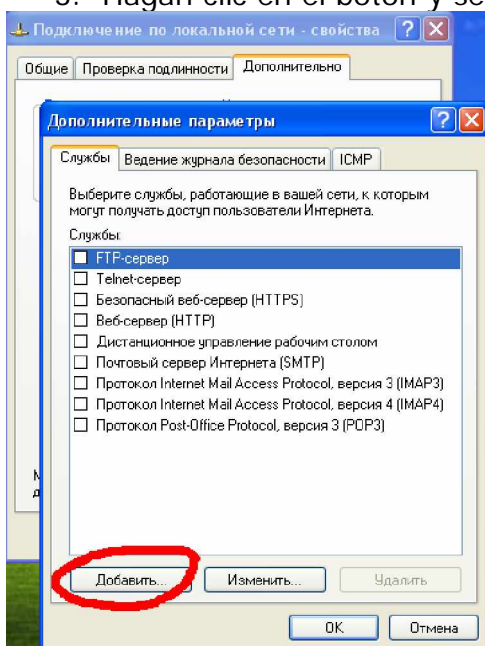 Hagan clic en el botón y se
Подключение по локальной сети - свойства
Общие Проверка подлинности Дополнительно
Дополнительные параметры
Службы Ведение журнала безопасности ICMP
Выберите службы, работающие в вашей сети, к которым
могут получать доступ пользователи Интернета.
Службы:
FTP-сервер
Telnet-сервер
Безопасный веб-сервер (HTTPS)
Веб-сервер (HTTP)
Дистанционное управление рабочим столом
Почтовый сервер Интернета (SMTP)
Протокол Internet Mail Access Protocol, версия 3 (IMAP3)
Протокол Internet Mail Access Protocol, версия 4 (IMAP4)
Протокол Post-Office Protocol, версия 3 (POP3)
Добавить... Изменить... Удалить
OK Отмена